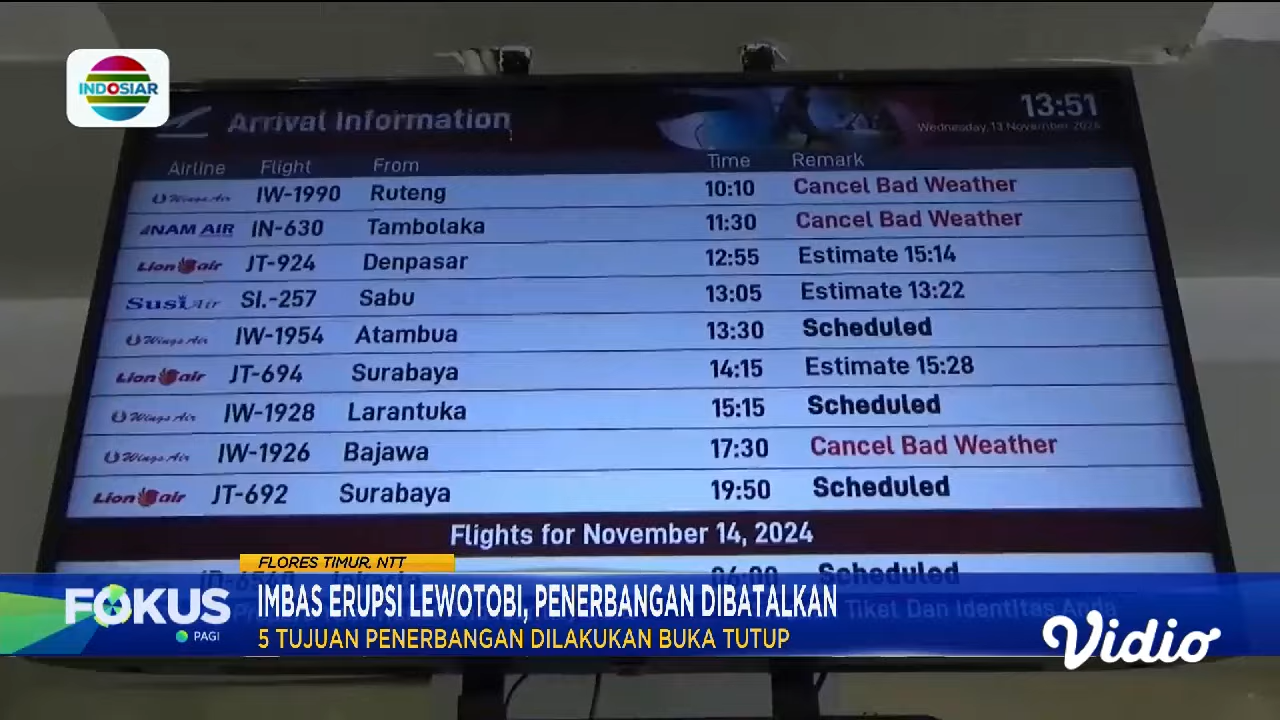 INDOSIAR
Arrival Information
13:51
Wednesday, 13 November 2024
Airline Flight From Time Remark
Wings Air IW-1990 Ruteng 10:10 Cancel Bad Weather
NAM AIR IN-630 Tambolaka 11:30 Cancel Bad Weather
Lion air JT-924 Denpasar 12:55 Estimate 15:14
Susi Air SI.-257 Sabu 13:05 Estimate 13:22
Wings Air IW-1954 Atambua 13:30 Scheduled
Lion air JT-694 Surabaya 14:15 Estimate 15:28
Wings Air IW-1928 Larantuka 15:15 Scheduled
Wings Air IW-1926 Bajawa 17:30 Cancel Bad Weather
Lion air JT-692 Surabaya 19:50 Scheduled
Flights for November 14, 2024
Jakarta 06:00 Scheduled
Tiket Dan Identitas Anda
FLORES TIMUR, NTT
FOKUS
PAGI
IMBAS ERUPSI LEWOTOBI, PENERBANGAN DIBATALKAN
5 TUJUAN PENERBANGAN DILAKUKAN BUKA TUTUP
Vidio